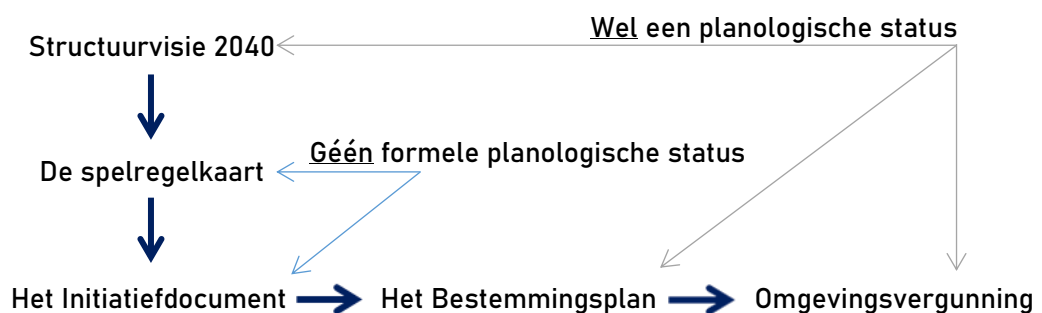 Wel een planologische status
Structuurvisie 2040
Géén formele planologische status
De spelregelkaart
Het Initiatiefdocument
Het Bestemmingsplan
Omgevingsvergunning